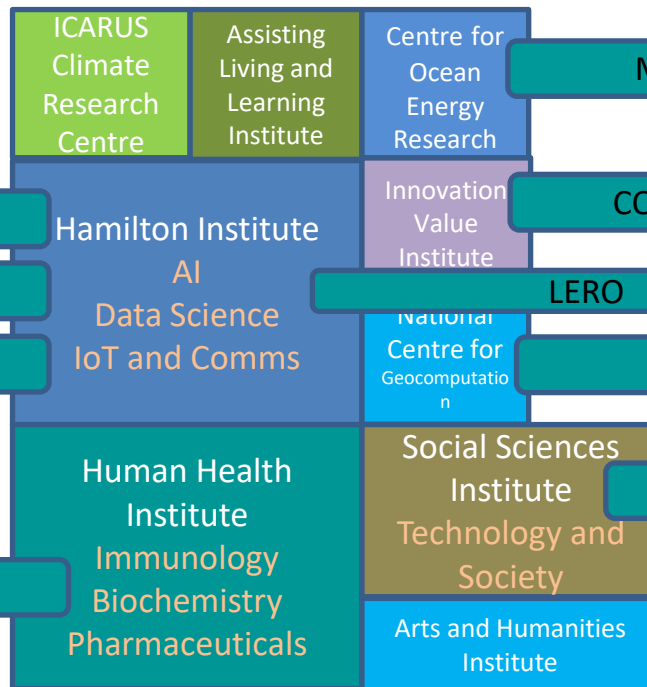 ICARUS
Climate
Research
Centre
Assisting
Living and
Learning
Institute
Centre for
Ocean
Energy
Research
M
Hamilton Institute
AI
Data Science
IoT and Comms
Innovation
Value
Institute
CO
LERO
National
Centre for
Geocomputatio
n
Human Health
Institute
Immunology
Biochemistry
Pharmaceuticals
Social Sciences
Institute
Technology and
Society
Arts and Humanities
Institute